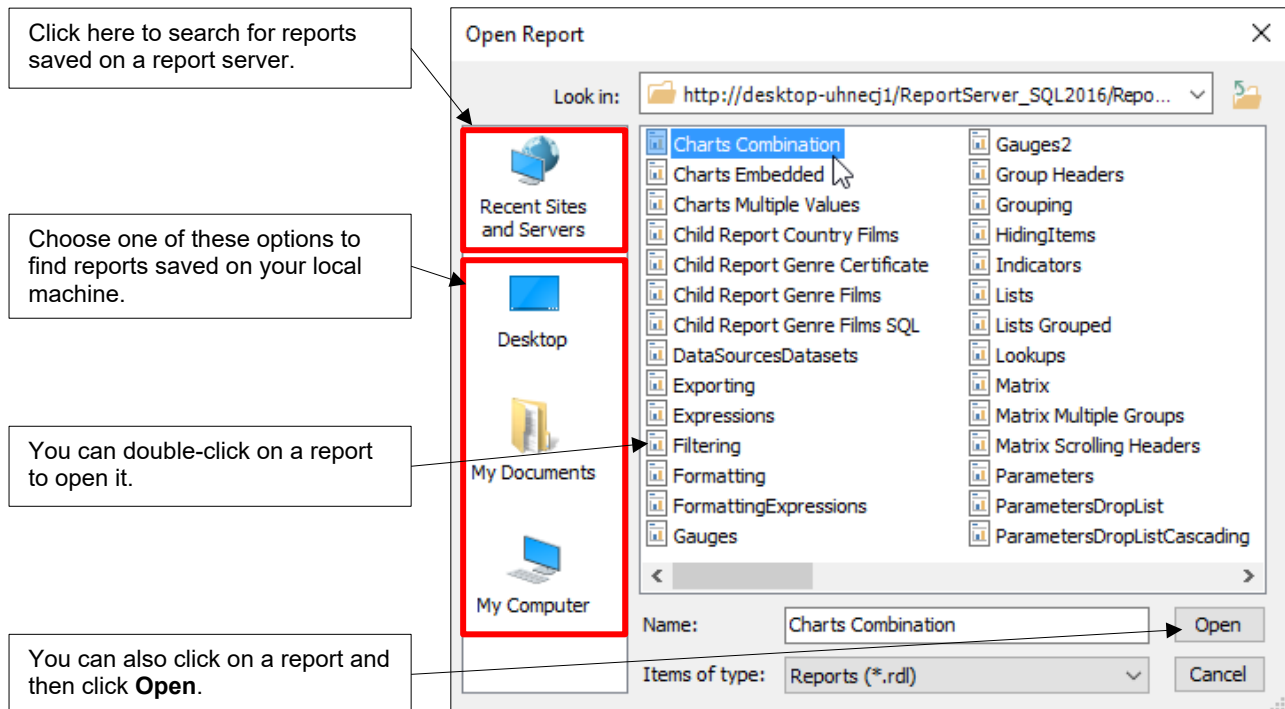 Click here to search for reports
saved on a report server.
Choose one of these options to
find reports saved on your local
machine.
You can double-click on a report
to open it.
You can also click on a report and
then click Open.
Open Report
Look in:
http://desktop-uhnecj1/ReportServer_SQL2016/Repo...
Recent Sites
and Servers
Desktop
My Documents
My Computer
Charts Combination
Charts Embedded
Charts Multiple Values
Child Report Country Films
Child Report Genre Certificate
Child Report Genre Films
Child Report Genre Films SQL
DataSourcesDatasets
Exporting
Expressions
Filtering
Formatting
FormattingExpressions
Gauges
Gauges2
Group Headers
Grouping
HidingItems
Indicators
Lists
Lists Grouped
Lookups
Matrix
Matrix Multiple Groups
Matrix Scrolling Headers
Parameters
ParametersDropList
ParametersDropListCascading
Name:
Charts Combination
Open
Items of type:
Reports (*.rdl)
Cancel